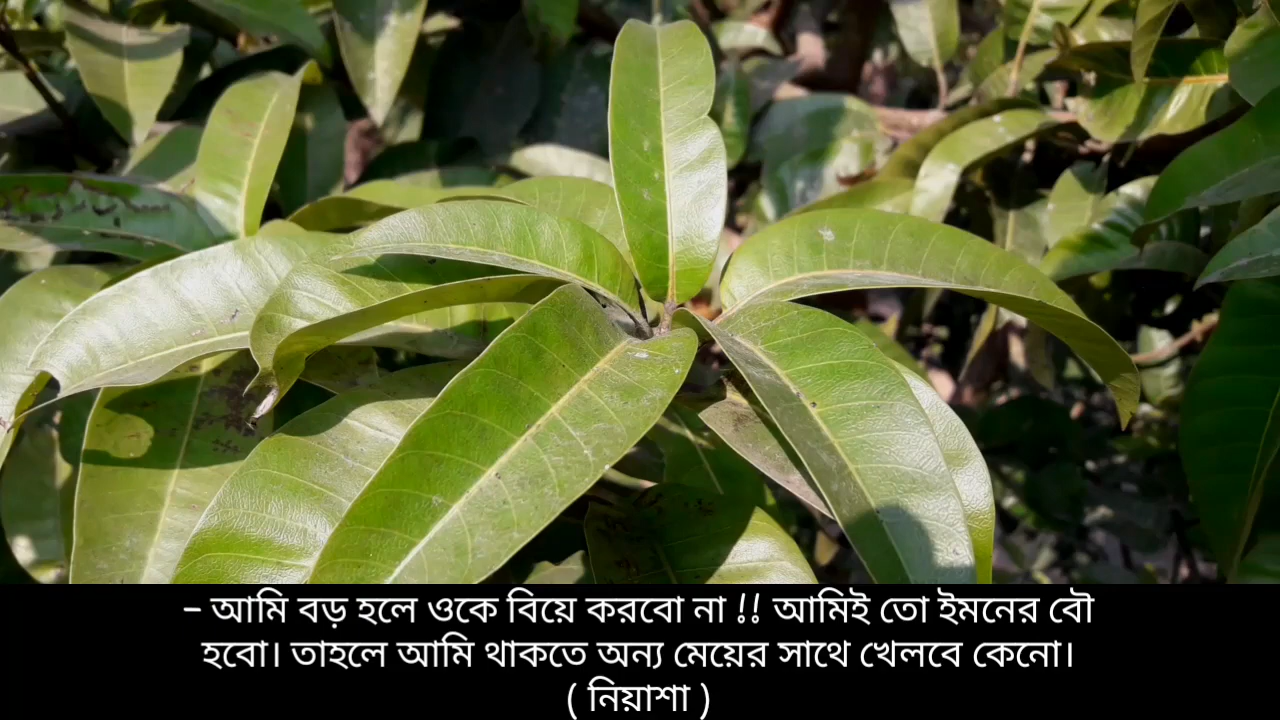 – আমি বড় হলে ওকে বিয়ে করবো না !! আমিই তো ইমনের বৌ
হবো। তাহলে আমি থাকতে অন্য মেয়ের সাথে খেলবে কেনো।
( নিয়াশা )